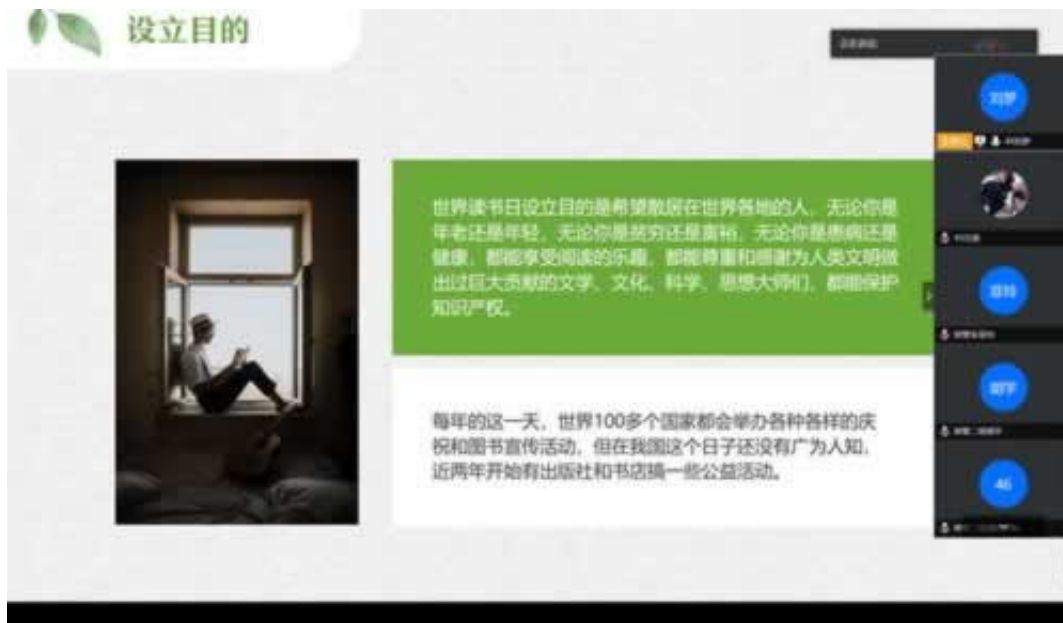 设立目的
世界读书日设立目的是希望散居在世界各地的人，无论你是
年老还是年轻，无论你是贫穷还是富裕，无论你是患病还是
健康，都能享受阅读的乐趣，都能尊重和感谢为人类文明做
出过巨大贡献的文学、文化、科学、思想大师们，都能保护
知识产权。
每年的这一天，世界100多个国家都会举办各种各样的庆
祝和图书宣传活动，但在我国这个日子还没有广为人知，
近两年开始有出版社和书店搞一些公益活动。
刘梦
46